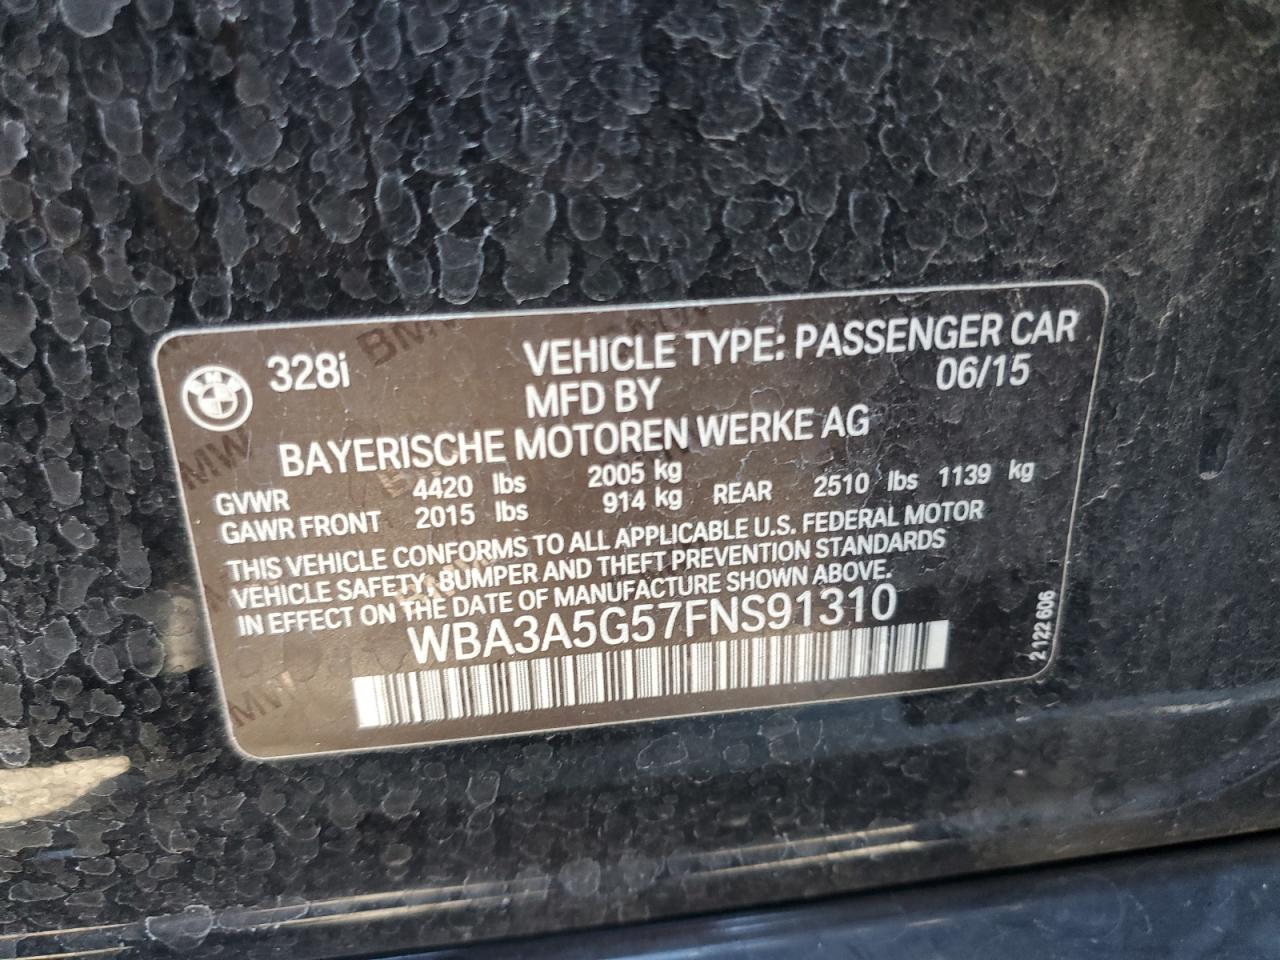 328i VEHICLE TYPE: PASSENGER CAR
MFD BY 06/15
BAYERISCHE MOTOREN WERKE AG
GVWR 4420 lbs 2005 kg
GAWR FRONT 2015 lbs 914 kg REAR 2510 lbs 1139 kg
THIS VEHICLE CONFORMS TO ALL APPLICABLE U.S. FEDERAL MOTOR
VEHICLE SAFETY, BUMPER AND THEFT PREVENTION STANDARDS
IN EFFECT ON THE DATE OF MANUFACTURE SHOWN ABOVE.
WBA3A5G57FNS91310
2 122 606